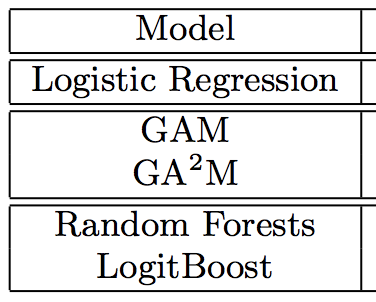 Model
Logistic Regression
GAM
GA²M
Random Forests
LogitBoost